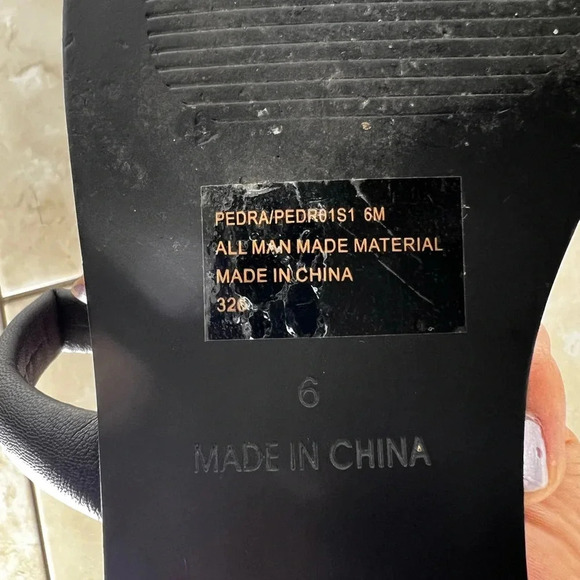 PEDRA/PEDR01S1 6M
ALL MAN MADE MATERIAL
MADE IN CHINA
6
MADE IN CHINA